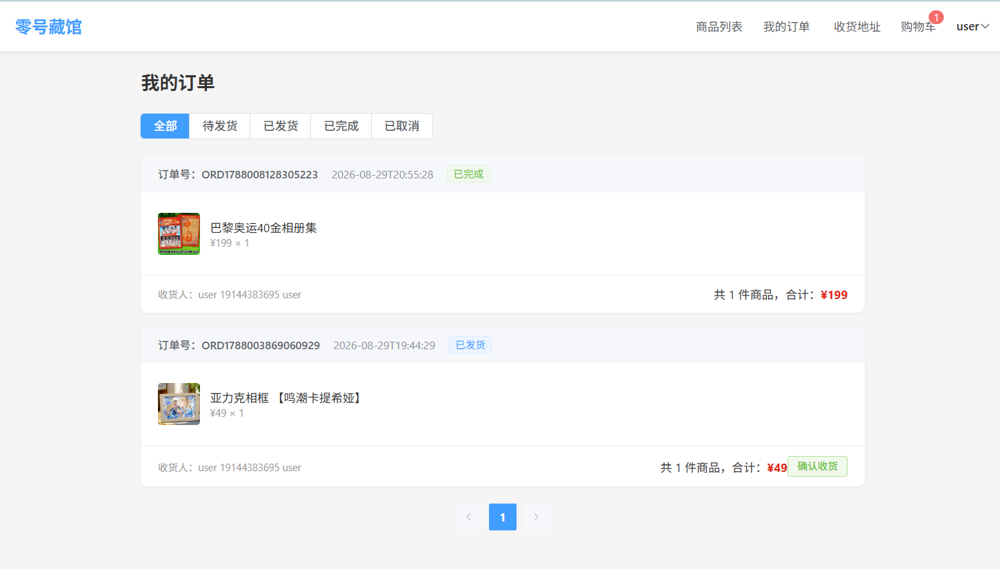 零号藏馆
商品列表 我的订单 收货地址 购物车 1 user
我的订单
全部 待发货 已发货 已完成 已取消
订单号：ORD1788008128305223 2026-08-29T20:55:28 已完成
巴黎奥运40金相册集
¥199 × 1
收货人：user 19144383695 user 共 1 件商品，合计：¥199
订单号：ORD1788003869060929 2026-08-29T19:44:29 已发货
亚力克相框 【鸣潮卡提希娅】
¥49 × 1
收货人：user 19144383695 user 共 1 件商品，合计：¥49 确认收货
1